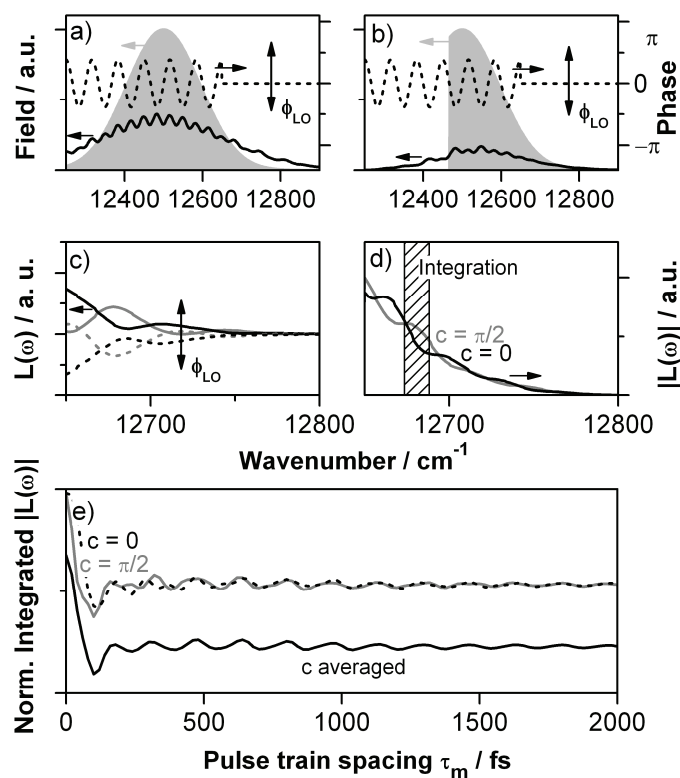 a)
b)
Field / a.u.
Phase
π
0
−π
ϕLO
ϕLO
12400 12600 12800
12400 12600 12800
c)
d)
L(ω) / a. u.
|L(ω)| / a.u.
Integration
c = π/2
c = 0
ϕLO
12700 12800
12700 12800
Wavenumber / cm-1
e)
Norm. Integrated |L(ω)|
c = 0
c = π/2
c averaged
0 500 1000 1500 2000
Pulse train spacing τm / fs